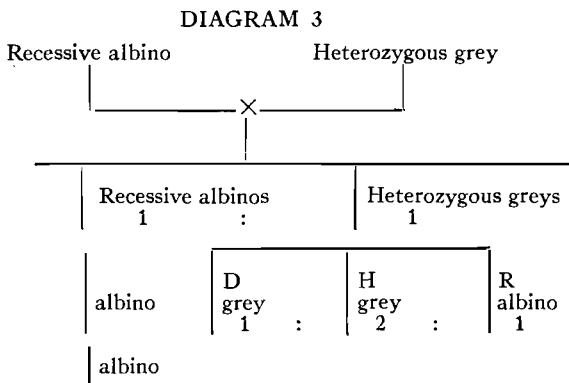 DIAGRAM 3
Recessive albino Heterozygous grey
×
Recessive albinos Heterozygous greys
1 : 1
D H R
albino grey grey albino
1 : 2 : 1
albino